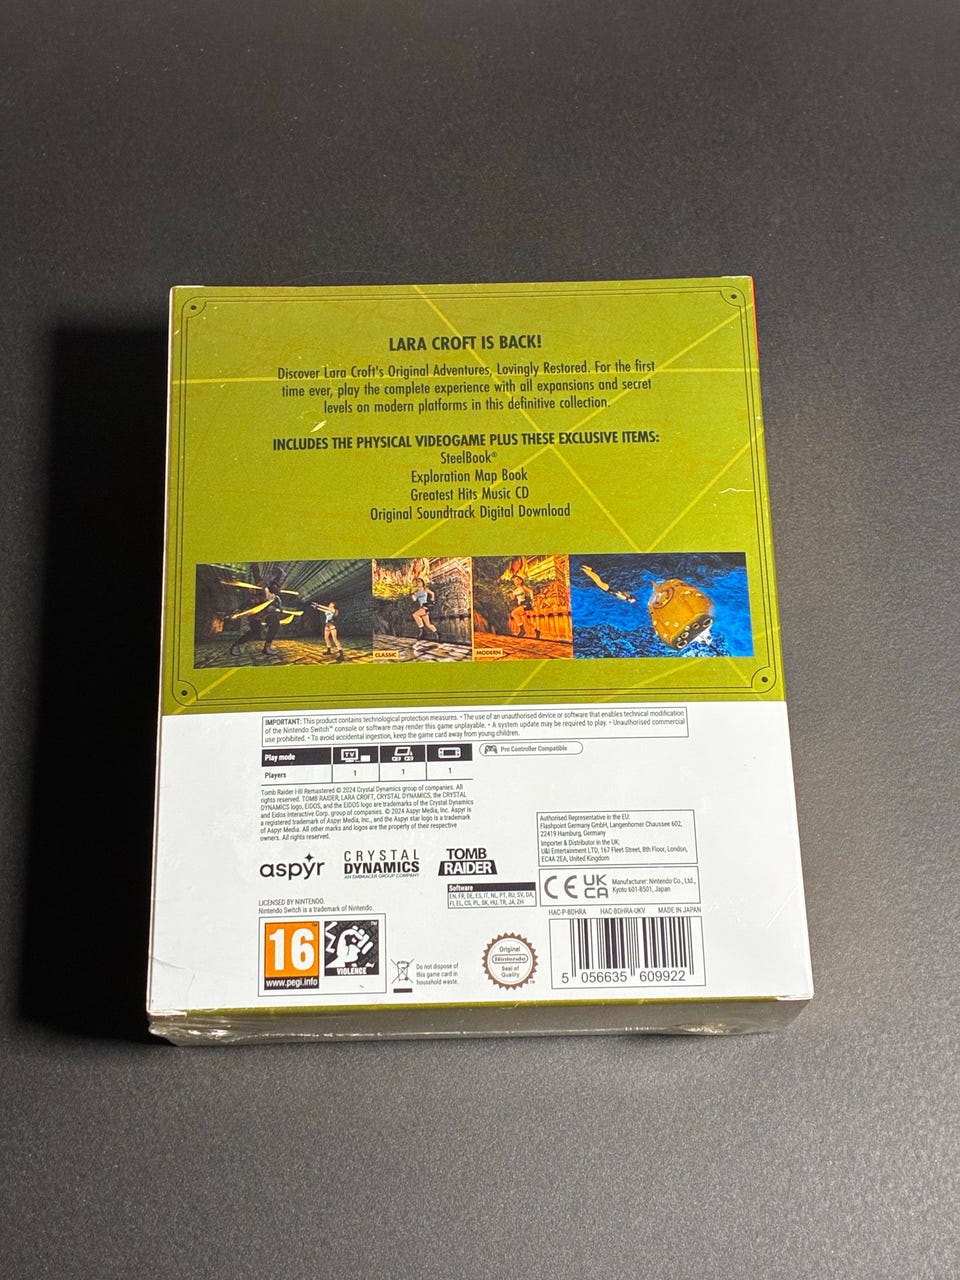 LARA CROFT IS BACK!
Discover Lara Croft's Original Adventures, Lovingly Restored. For the first
time ever, play the complete experience with all expansions and secret
levels on modern platforms in this definitive collection.
INCLUDES THE PHYSICAL VIDEOGAME PLUS THESE EXCLUSIVE ITEMS:
SteelBook®
Exploration Map Book
Greatest Hits Music CD
Original Soundtrack Digital Download
CLASSIC
MODERN
IMPORTANT: This product contains technological protection measures. • The use of an unauthorised device or software that enables technical modification
of the Nintendo Switch™ console or software may render this game unplayable. • A system update may be required to play. • Unauthorised commercial
use prohibited. • To avoid accidental ingestion, keep the game card away from young children.
Play mode
TV
Pro Controller Compatible
Players 1 1 1
Tomb Raider I-III Remastered © 2024 Crystal Dynamics group of companies. All
rights reserved. TOMB RAIDER, LARA CROFT, CRYSTAL DYNAMICS, the CRYSTAL
DYNAMICS logo, EIDOS, and the EIDOS logo are trademarks of the Crystal Dynamics
and Eidos Interactive Corp. group of companies. © 2024 Aspyr Media, Inc. Aspyr is
a registered trademark of Aspyr Media, Inc., and the Aspyr star logo is a trademark
of Aspyr Media. All other marks and logos are the property of their respective
owners. All rights reserved.
Authorised Representative in the EU:
Flashpoint Germany GmbH, Langenhorner Chaussee 602,
22419 Hamburg, Germany
Importer & Distributor in the UK:
U&I Entertainment LTD, 167 Fleet Street, 8th Floor, London,
EC4A 2EA, United Kingdom
aspyr
CRYSTAL
DYNAMICS
AN EMBRACER GROUP COMPANY
TOMB
RAIDER
Software
EN, FR, DE, ES, IT, NL, PT, RU, SV, DA,
FI, EL, CS, PL, SK, HU, TR, JA, ZH
CE UK
CA
Manufacturer: Nintendo Co., Ltd.,
Kyoto 601-8501, Japan
LICENSED BY NINTENDO.
Nintendo Switch is a trademark of Nintendo.
HAC-P-BDHRA HAC-BDHRA-UKV MADE IN JAPAN
16
www.pegi.info
VIOLENCE
Do not dispose of
this game card in
household waste.
Original
Nintendo
Seal of
Quality
5 056635 609922